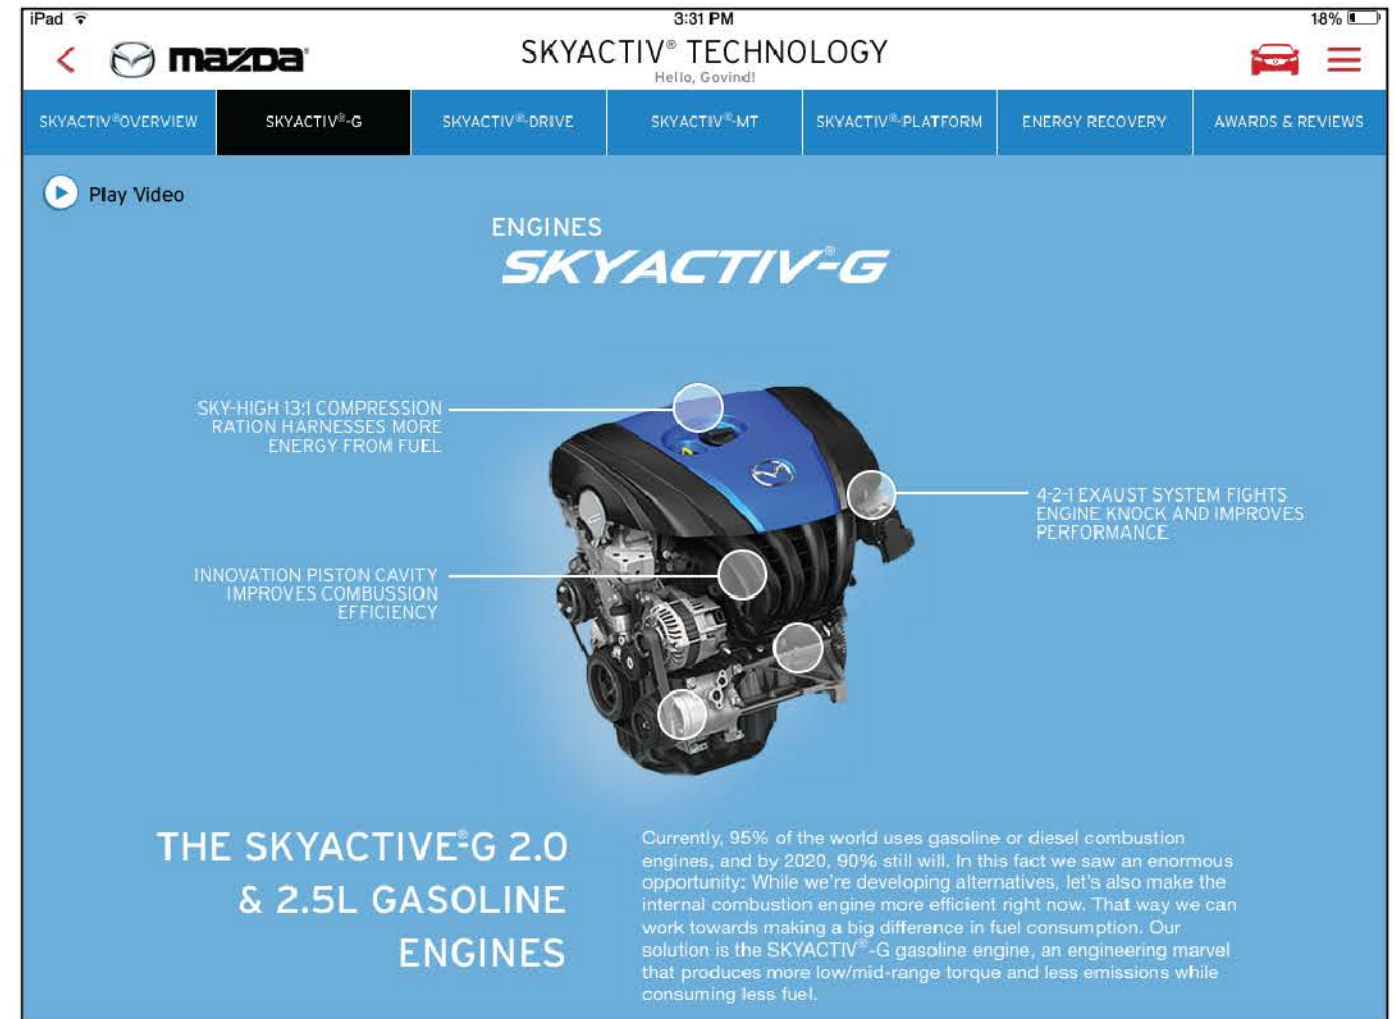 iPad 3:31 PM 18%
mazda SKYACTIV® TECHNOLOGY
Hello, Govind!
SKYACTIV®OVERVIEW SKYACTIV®-G SKYACTIV®-DRIVE SKYACTIV®-MT SKYACTIV®-PLATFORM ENERGY RECOVERY AWARDS & REVIEWS
Play Video
ENGINES
SKYACTIV®-G
SKY-HIGH 13:1 COMPRESSION
RATION HARNESSES MORE
ENERGY FROM FUEL
4-2-1 EXAUST SYSTEM FIGHTS
ENGINE KNOCK AND IMPROVES
PERFORMANCE
INNOVATION PISTON CAVITY
IMPROVES COMBUSSION
EFFICIENCY
THE SKYACTIVE®-G 2.0
& 2.5L GASOLINE
ENGINES
Currently, 95% of the world uses gasoline or diesel combustion
engines, and by 2020, 90% still will. In this fact we saw an enormous
opportunity: While we're developing alternatives, let's also make the
internal combustion engine more efficient right now. That way we can
work towards making a big difference in fuel consumption. Our
solution is the SKYACTIV®-G gasoline engine, an engineering marvel
that produces more low/mid-range torque and less emissions while
consuming less fuel.